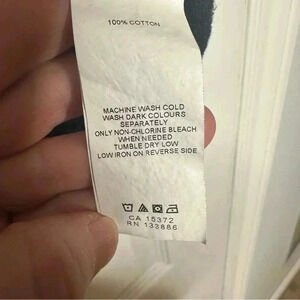 100% COTTON
MACHINE WASH COLD
WASH DARK COLOURS
SEPARATELY
ONLY NON-CHLORINE BLEACH
WHEN NEEDED
TUMBLE DRY LOW
LOW IRON ON REVERSE SIDE
CA 15372
RN 133886